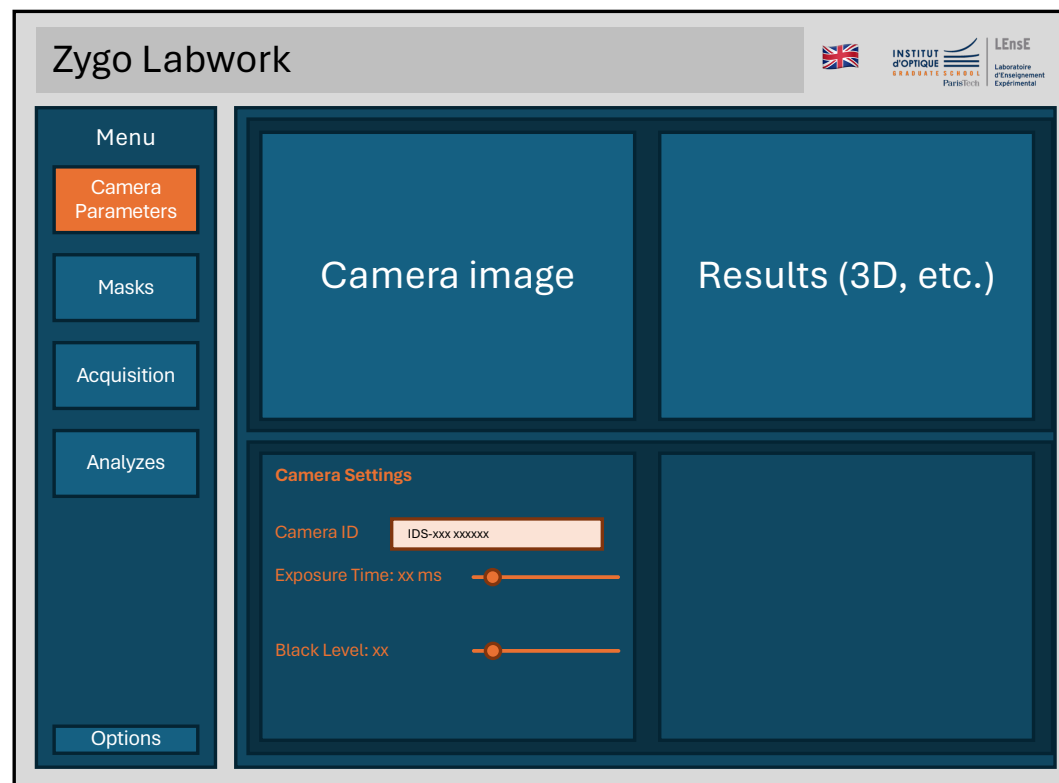 Zygo Labwork
INSTITUT
d'OPTIQUE
GRADUATE SCHOOL
ParisTech
LEnsE
Laboratoire
d'Enseignement
Expérimental
Menu
Camera
Parameters
Masks
Acquisition
Analyzes
Options
Camera image
Results (3D, etc.)
Camera Settings
Camera ID IDS-xxx xxxxxx
Exposure Time: xx ms
Black Level: xx